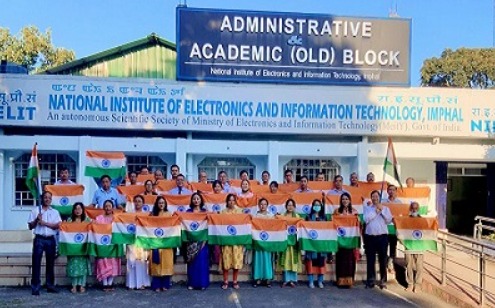 ADMINISTRATIVE
&
ACADEMIC (OLD) BLOCK
National Institute of Electronics and Information Technology, Imphal
रा.इ.सू.प्रौ.सं
NATIONAL INSTITUTE OF ELECTRONICS AND INFORMATION TECHNOLOGY, IMPHAL
An autonomous Scientific Society of Ministry of Electronics and Information Technology (MeitY), Govt. of India.
ELIT
NI